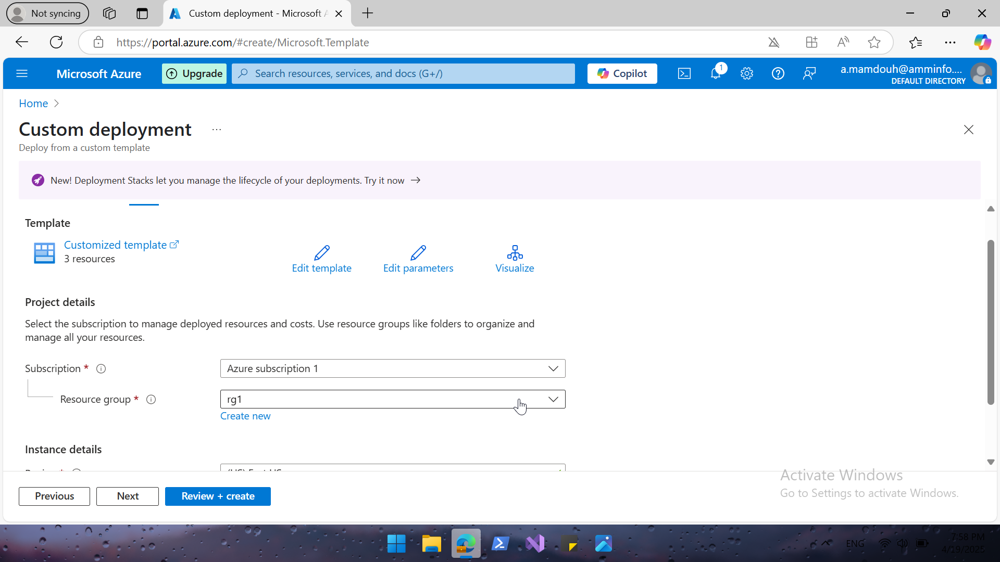 Not syncing
Custom deployment - Microsoft A
https://portal.azure.com/#create/Microsoft.Template
Microsoft Azure
Upgrade
Search resources, services, and docs (G+/)
Copilot
1
a.mamdouh@amminfo....
DEFAULT DIRECTORY
Home
Custom deployment
...
Deploy from a custom template
New! Deployment Stacks let you manage the lifecycle of your deployments. Try it now
Template
Customized template
3 resources
Edit template
Edit parameters
Visualize
Project details
Select the subscription to manage deployed resources and costs. Use resource groups like folders to organize and
manage all your resources.
Subscription *
Azure subscription 1
Resource group *
rg1
Create new
Instance details
Region *
(US) East US
Previous
Next
Review + create
Activate Windows
Go to Settings to activate Windows.
ENG
7:58 PM
4/19/2025